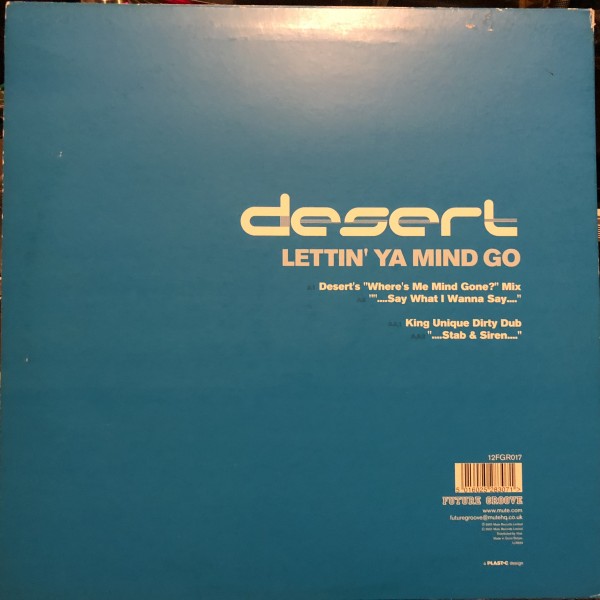 desert
LETTIN' YA MIND GO
Desert's "Where's Me Mind Gone?" Mix
""....Say What I Wanna Say...."
King Unique Dirty Dub
"....Stab & Siren...."
12FGR017
FUTURE GROOVE
www.mute.com
futuregroove@mutehq.co.uk
PLAST•C design